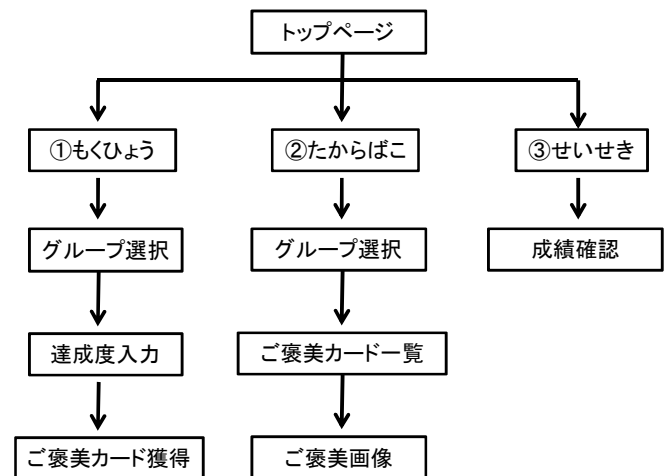 トップページ
①もくひょう
②たからばこ
③せいせき
グループ選択
グループ選択
成績確認
達成度入力
ご褒美カード一覧
ご褒美カード獲得
ご褒美画像